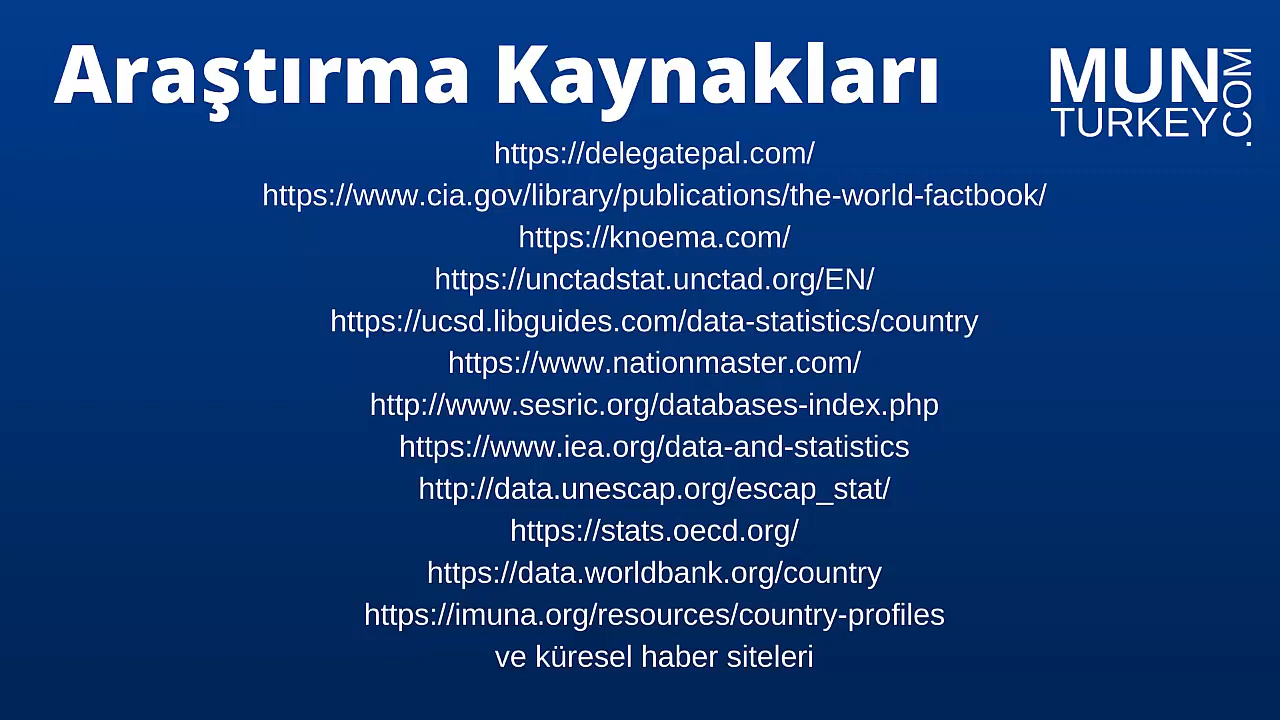 Araştırma Kaynakları
MUN
TURKEY
.COM
https://delegatepal.com/
https://www.cia.gov/library/publications/the-world-factbook/
https://knoema.com/
https://unctadstat.unctad.org/EN/
https://ucsd.libguides.com/data-statistics/country
https://www.nationmaster.com/
http://www.sesric.org/databases-index.php
https://www.iea.org/data-and-statistics
http://data.unescap.org/escap_stat/
https://stats.oecd.org/
https://data.worldbank.org/country
https://imuna.org/resources/country-profiles
ve küresel haber siteleri